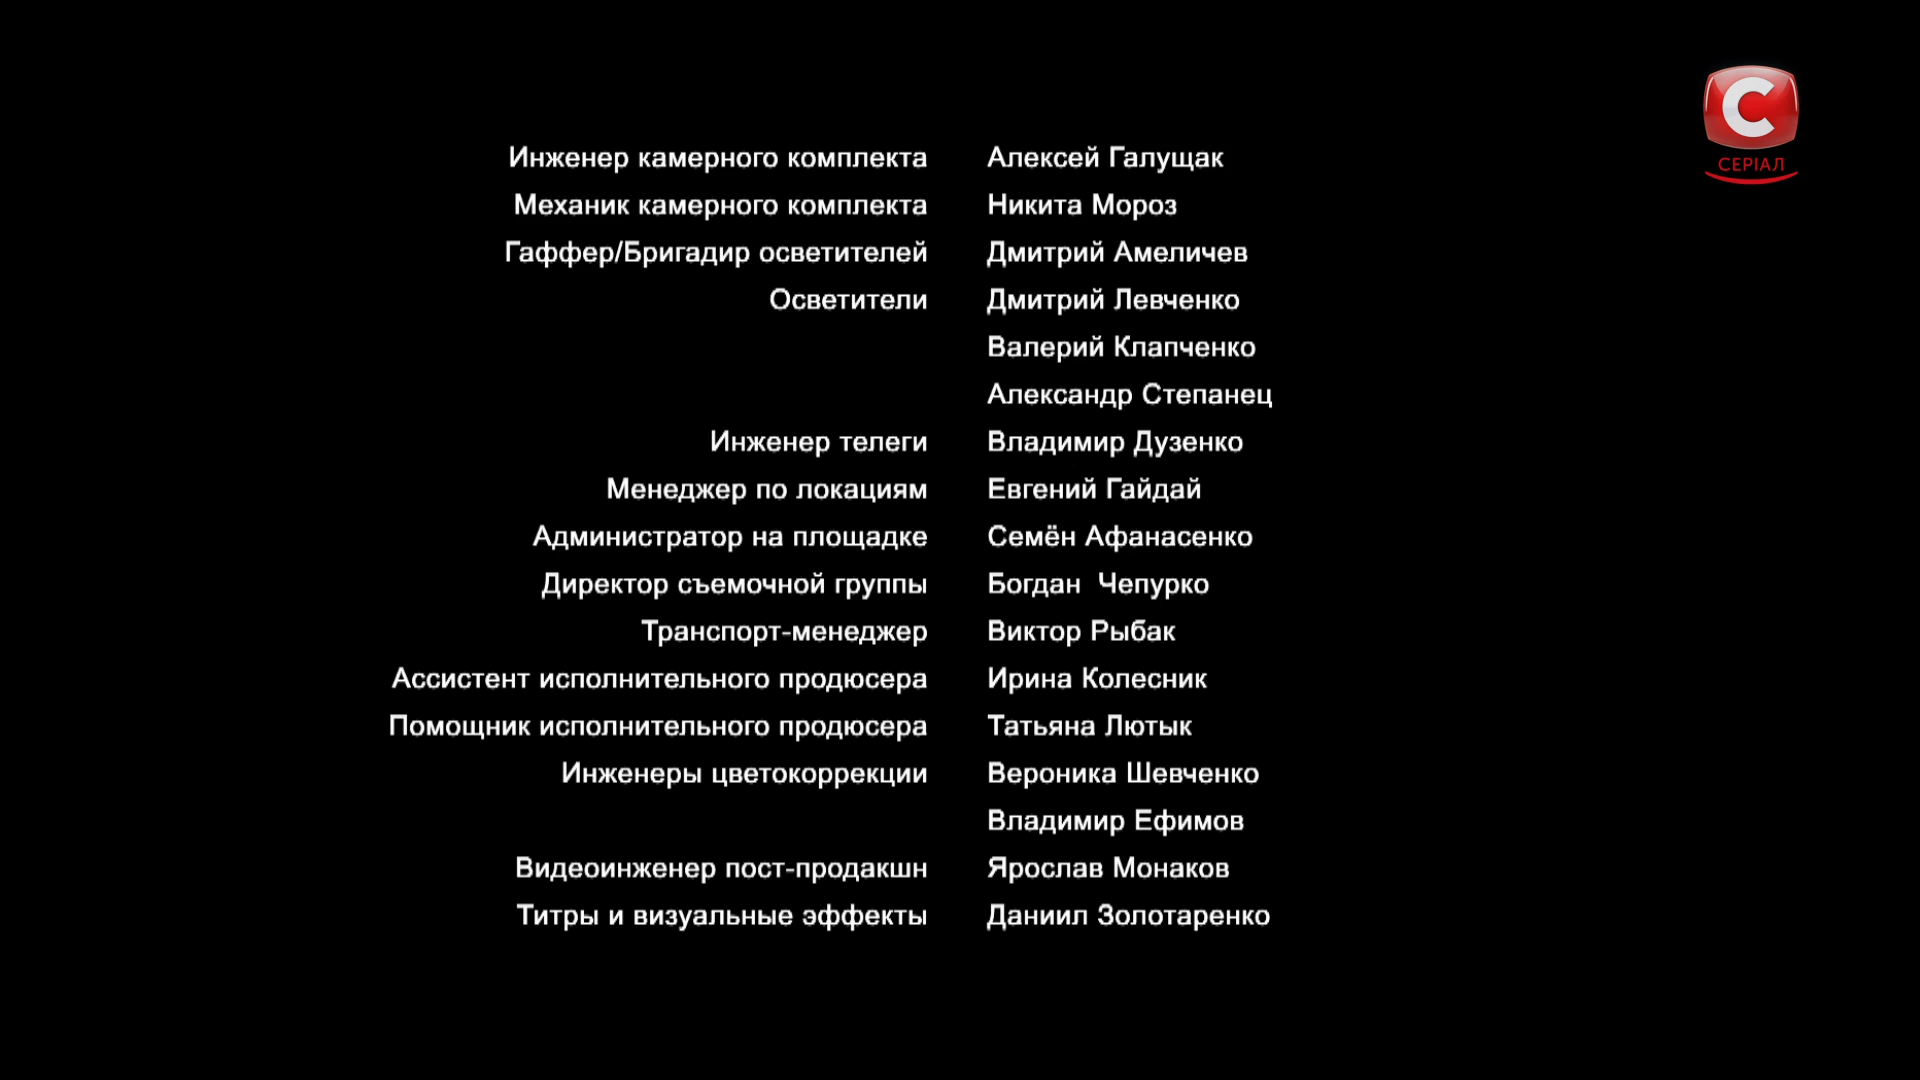 Инженер камерного комплекта Алексей Галущак
Механик камерного комплекта Никита Мороз
Гаффер/Бригадир осветителей Дмитрий Амеличев
Осветители Дмитрий Левченко
Валерий Клапченко
Александр Степанец
Инженер телеги Владимир Дузенко
Менеджер по локациям Евгений Гайдай
Администратор на площадке Семён Афанасенко
Директор съемочной группы Богдан  Чепурко
Транспорт-менеджер Виктор Рыбак
Ассистент исполнительного продюсера Ирина Колесник
Помощник исполнительного продюсера Татьяна Лютык
Инженеры цветокоррекции Вероника Шевченко
Владимир Ефимов
Видеоинженер пост-продакшн Ярослав Монаков
Титры и визуальные эффекты Даниил Золотаренко
С
СЕРІАЛ